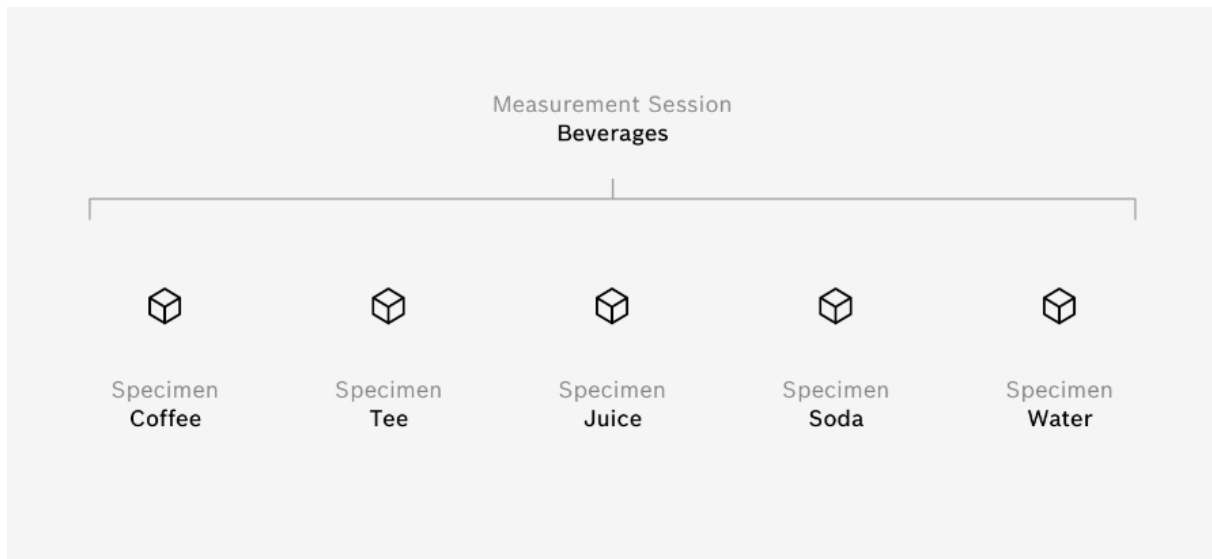 Measurement Session
Beverages
Specimen
Coffee
Specimen
Tee
Specimen
Juice
Specimen
Soda
Specimen
Water